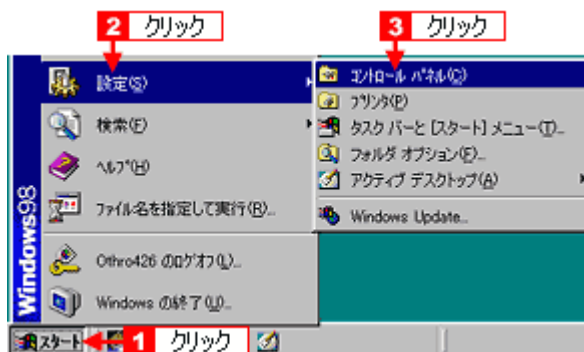 2 クリック
3 クリック
設定(S)
検索(F)
ヘルプ(H)
ファイル名を指定して実行(R)...
Othro426 のログオフ(L)...
Windows の終了(U)...
Windows98
コントロール パネル(C)
プリンタ(P)
タスク バーと [スタート] メニュー(T)...
フォルダ オプション(F)...
アクティブ デスクトップ(A)
Windows Update...
スタート
1 クリック